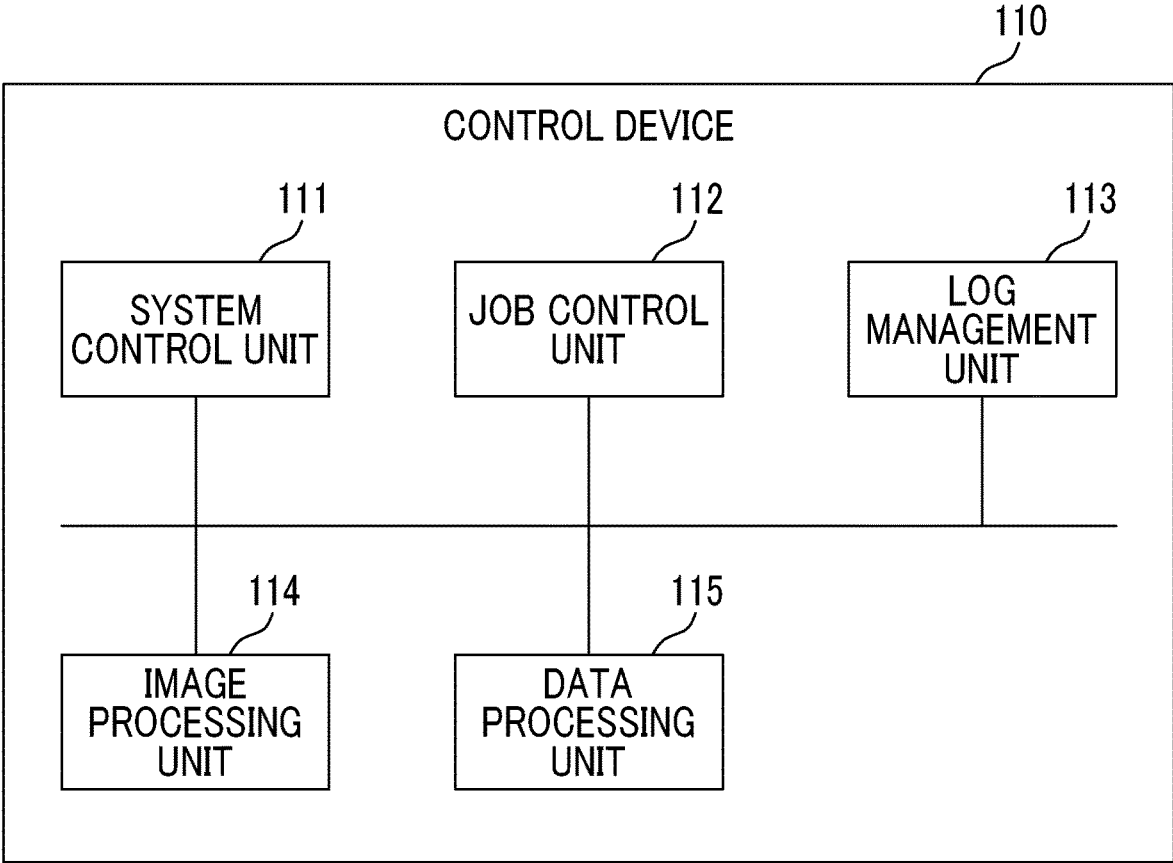 110
CONTROL DEVICE
111
112
113
SYSTEM
CONTROL UNIT
JOB CONTROL
UNIT
LOG
MANAGEMENT
UNIT
114
115
IMAGE
PROCESSING
UNIT
DATA
PROCESSING
UNIT